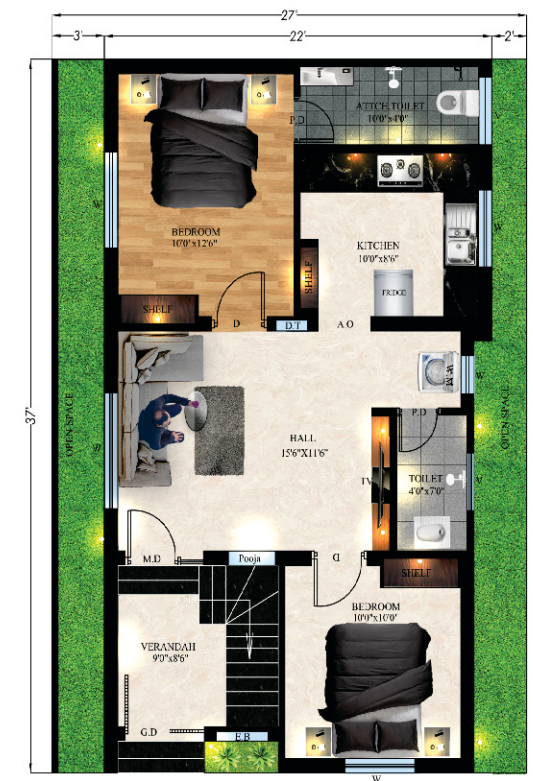 27'
3'
22'
2'
ATTCH.TOILET
10'0"x4'0"
P.D
V
W
BEDROOM
10'0"x12'6"
KITCHEN
10'0"x8'6"
W
SHELF
FRIDGE
SHELF
D
D.T
A.O
W.M
W
37'
OPEN SPACE
OPEN SPACE
P.D
HALL
15'6"X11'6"
W
TV
TOILET
4'0"x7'0"
V
M.D
Pooja
D
SHELF
BEDROOM
10'0"x10'0"
VERANDAH
9'0"x8'6"
G.D
E.B
W